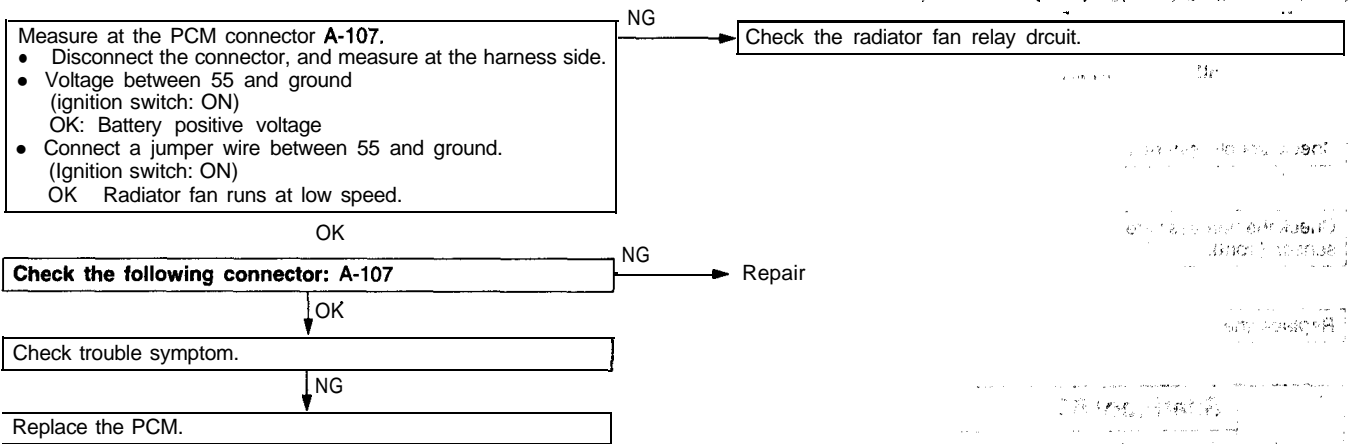 NG
Measure at the PCM connector A-107.
● Disconnect the connector, and measure at the harness side.
● Voltage between 55 and ground
(ignition switch: ON)
OK: Battery positive voltage
● Connect a jumper wire between 55 and ground.
(Ignition switch: ON)
OK Radiator fan runs at low speed.
Check the radiator fan relay drcuit.
OK
NG
Check the following connector: A-107
Repair
OK
Check trouble symptom.
NG
Replace the PCM.